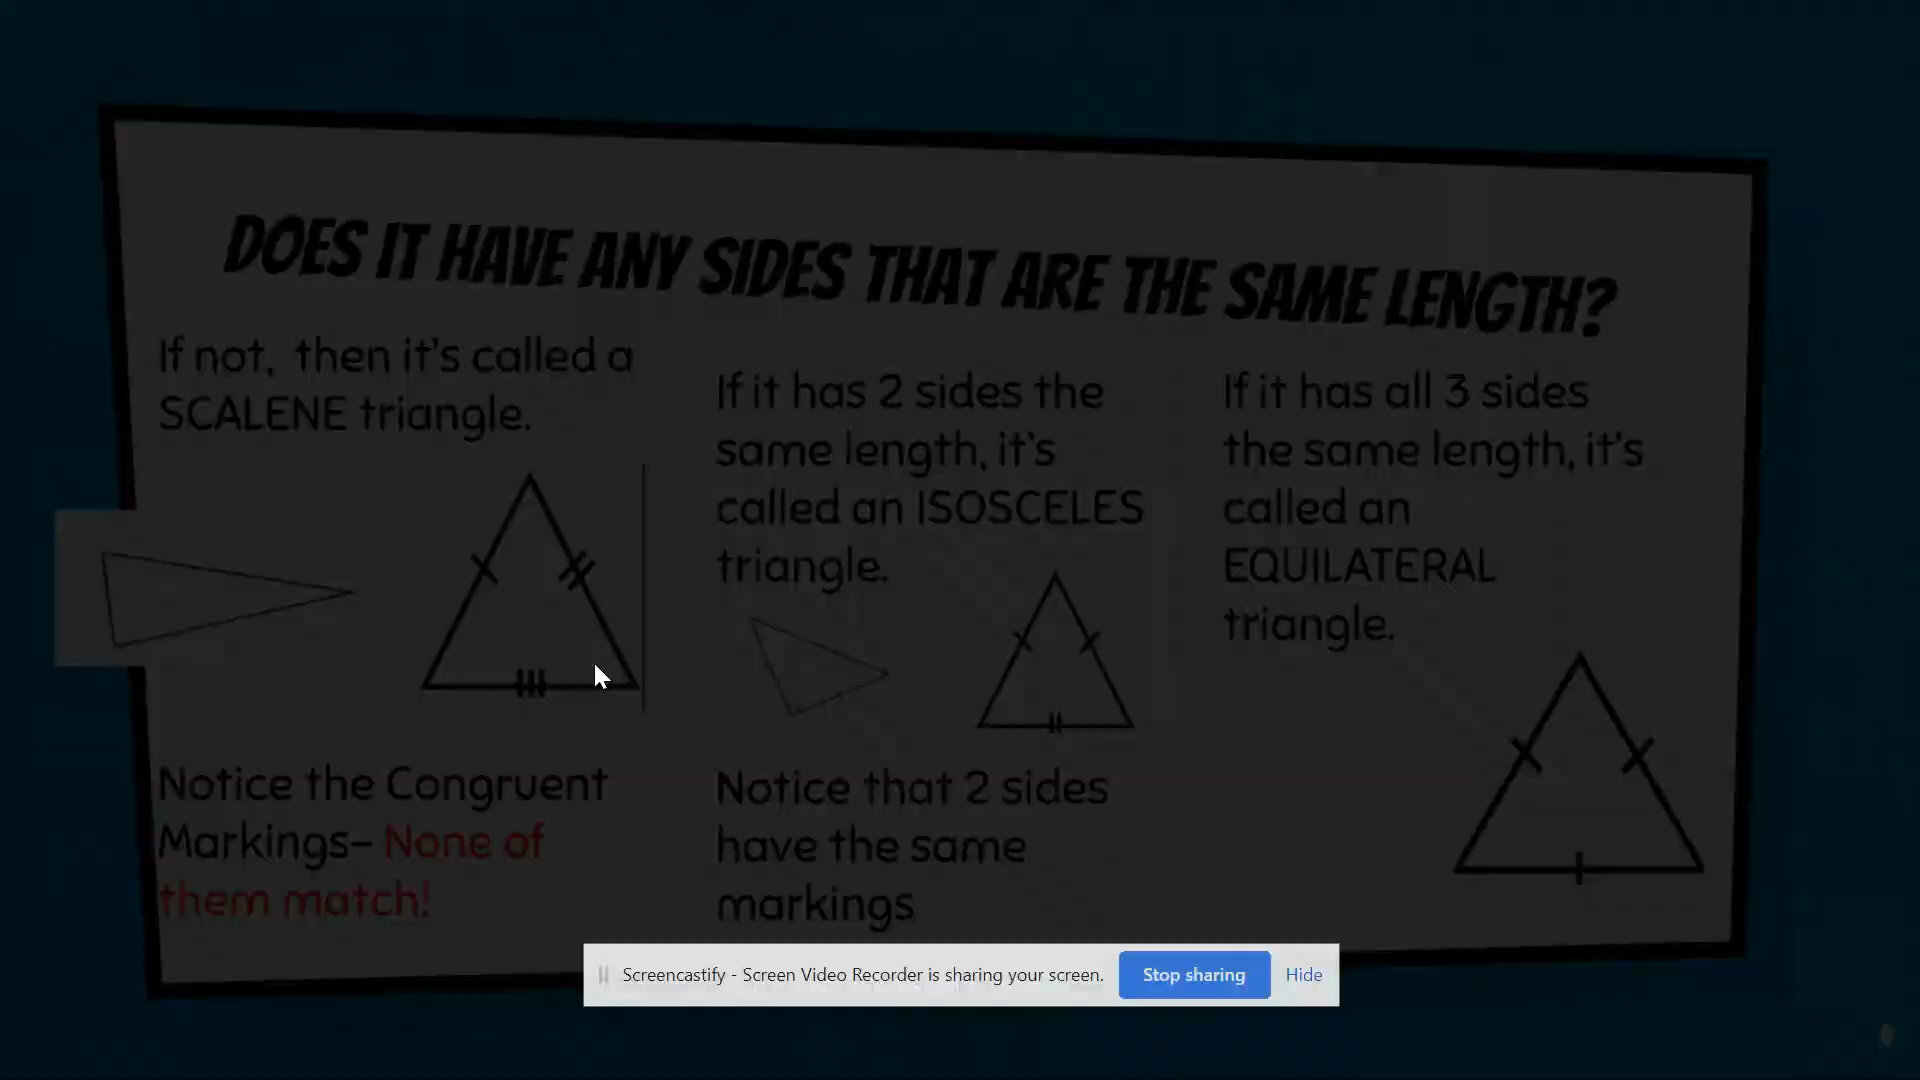 DOES IT HAVE ANY SIDES THAT ARE THE SAME LENGTH?
If not, then it's called a
SCALENE triangle.
Notice the Congruent
Markings– None of
them match!
If it has 2 sides the
same length, it's
called an ISOSCELES
triangle.
Notice that 2 sides
have the same
markings
If it has all 3 sides
the same length, it's
called an
EQUILATERAL
triangle.
Screencastify - Screen Video Recorder is sharing your screen.
Stop sharing
Hide